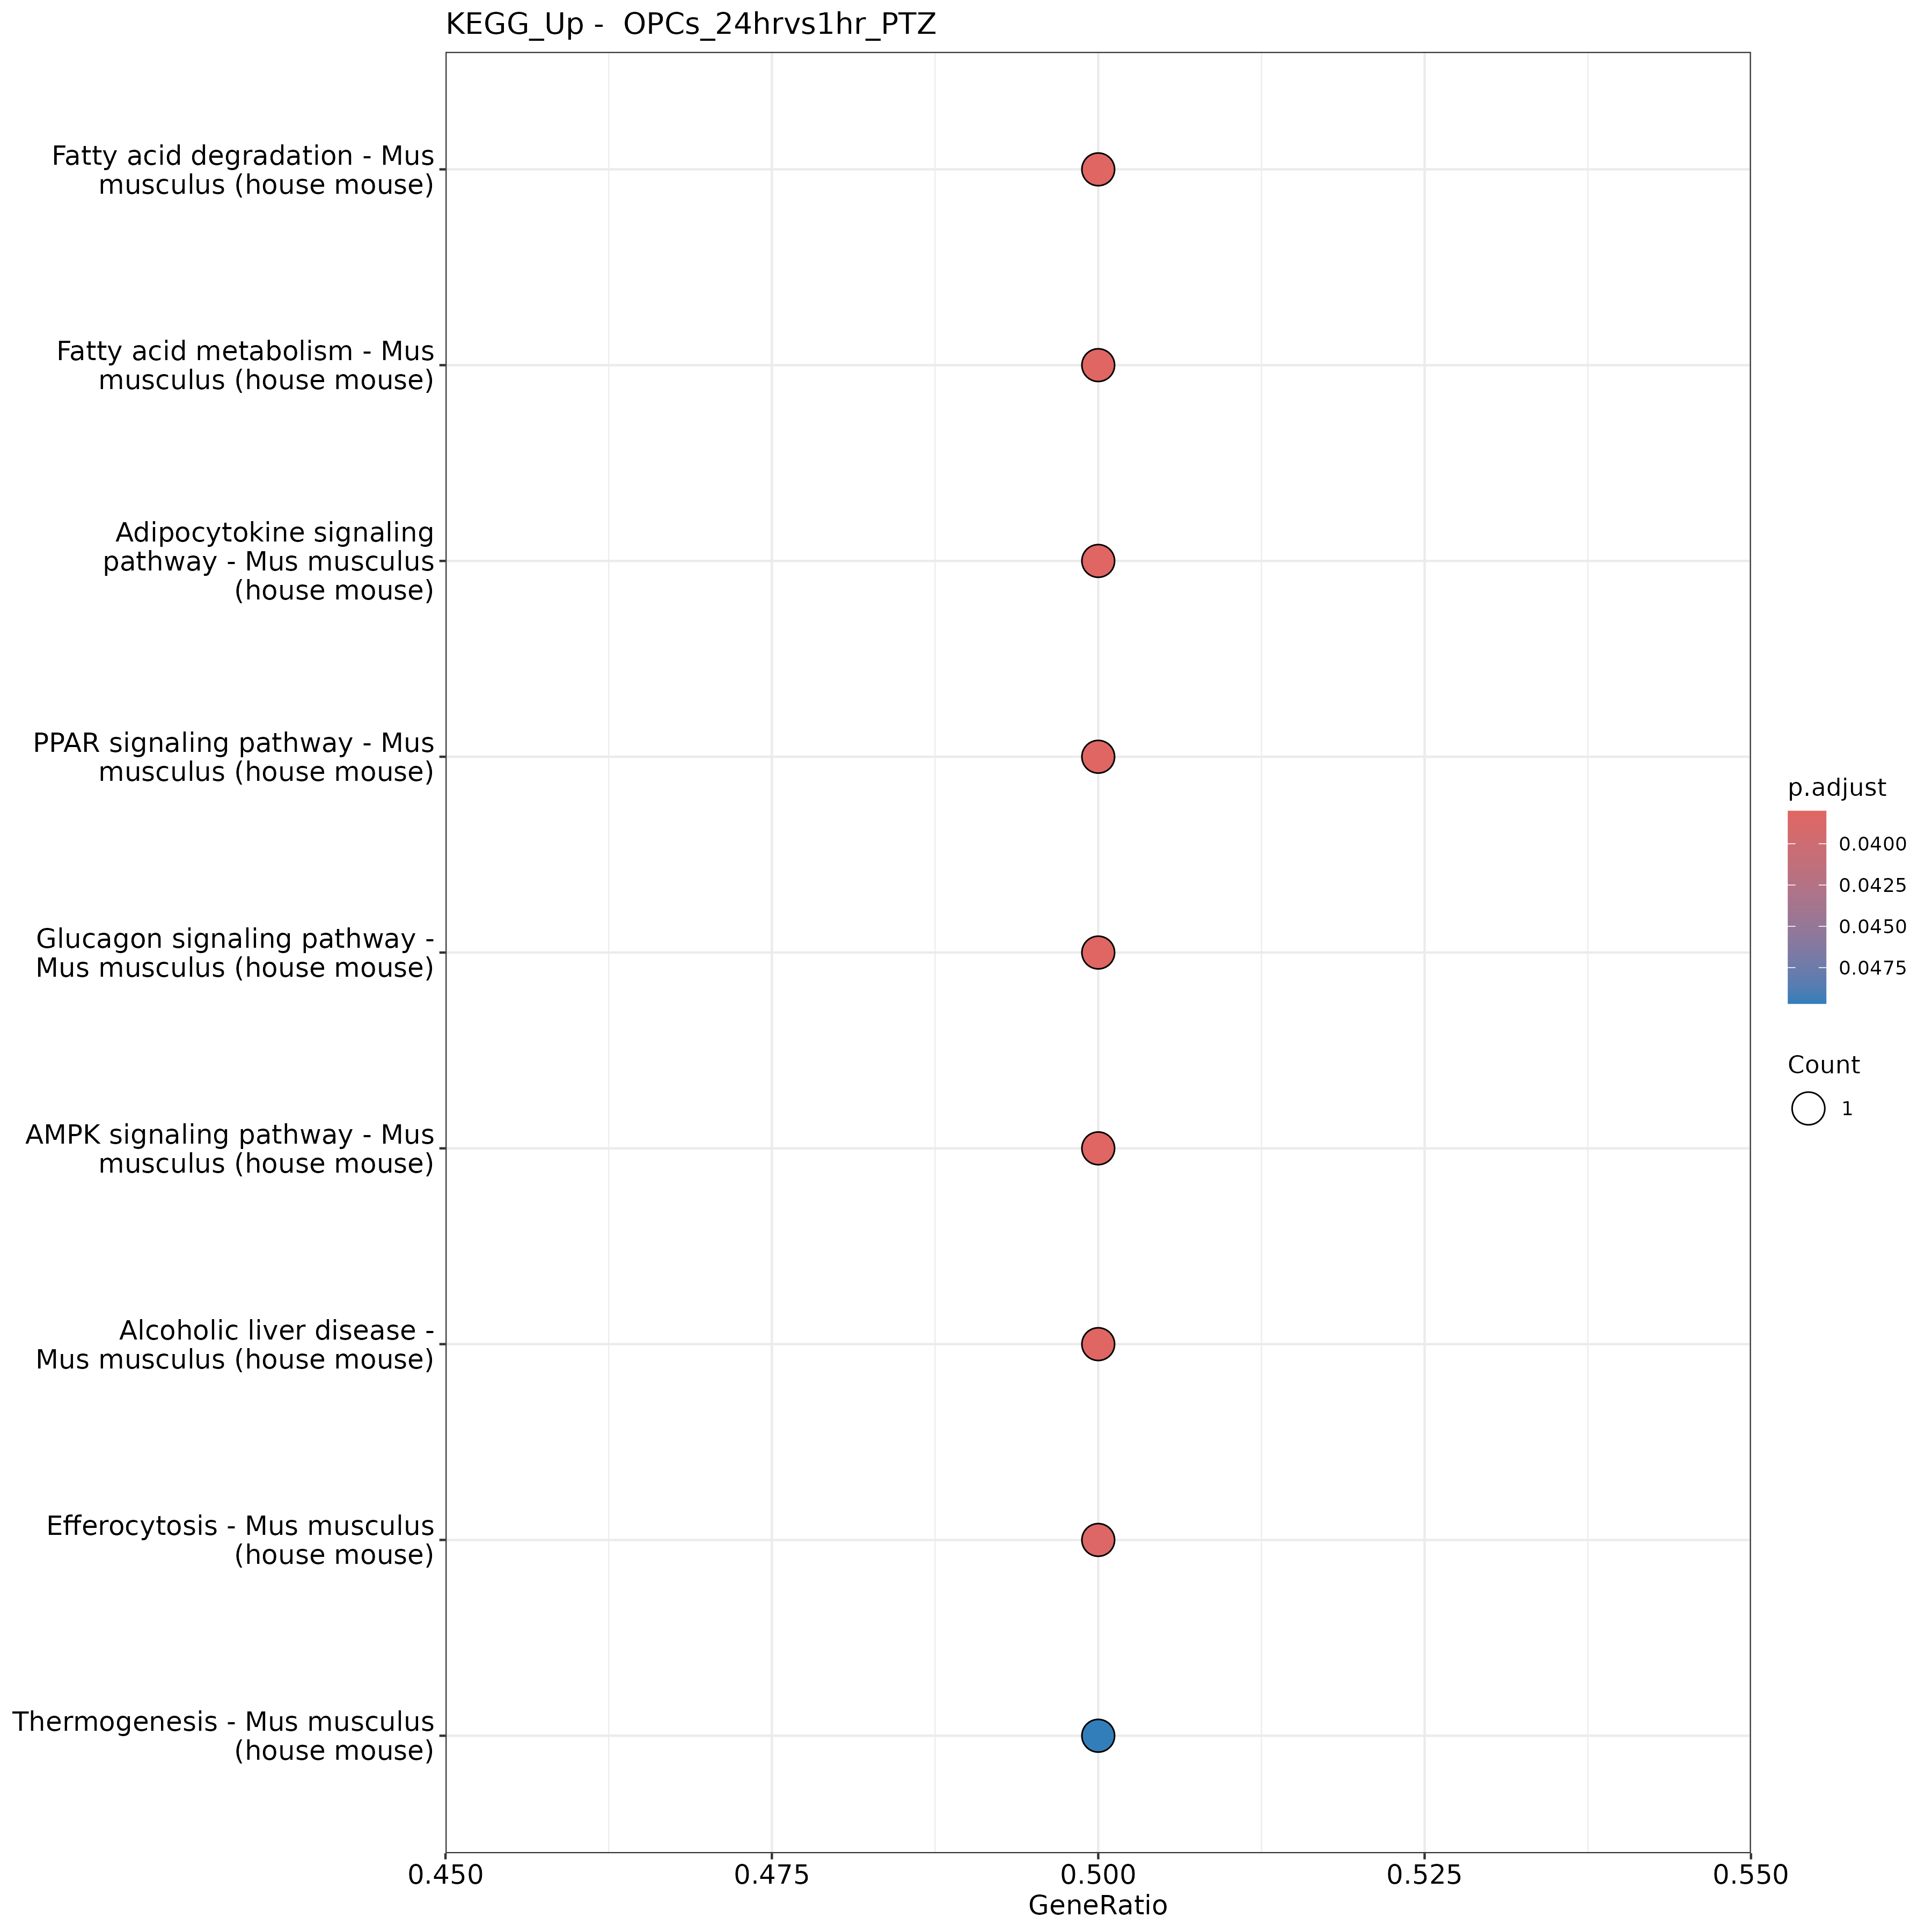 KEGG_Up -  OPCs_24hrvs1hr_PTZ
Fatty acid degradation - Mus
musculus (house mouse)
Fatty acid metabolism - Mus
musculus (house mouse)
Adipocytokine signaling
pathway - Mus musculus
(house mouse)
PPAR signaling pathway - Mus
musculus (house mouse)
Glucagon signaling pathway -
Mus musculus (house mouse)
AMPK signaling pathway - Mus
musculus (house mouse)
Alcoholic liver disease -
Mus musculus (house mouse)
Efferocytosis - Mus musculus
(house mouse)
Thermogenesis - Mus musculus
(house mouse)
0.450 0.475 0.500 0.525 0.550
GeneRatio
p.adjust
0.0400
0.0425
0.0450
0.0475
Count
1